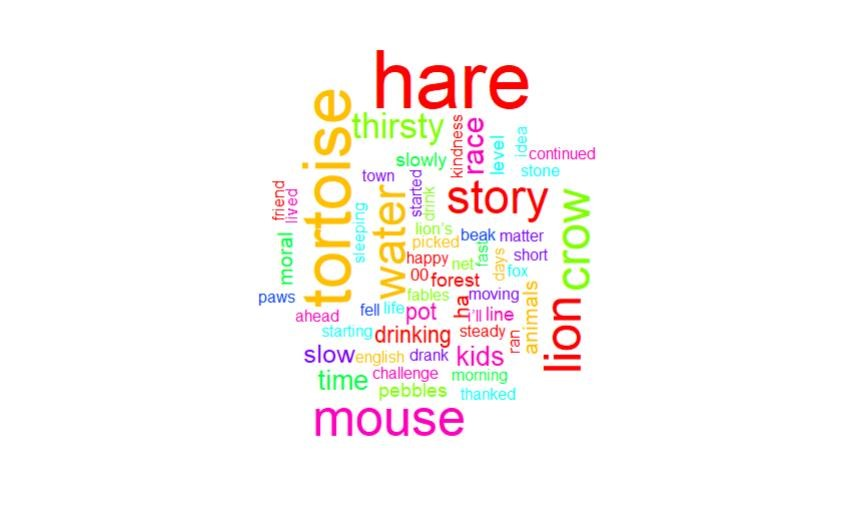 hare
tortoise
thirsty
kindness
race
level
idea
continued
slowly
stone
town
started
drink
story
friend
lived
sleeping
water
crow
lion's
beak
matter
picked
fast
moral
happy
net
days
short
fox
00
forest
paws
fables
ha
moving
animals
lion
ahead
fell
life
pot
i'll
line
starting
drinking
steady
ran
slow
english
drank
kids
time
challenge
morning
pebbles
thanked
mouse